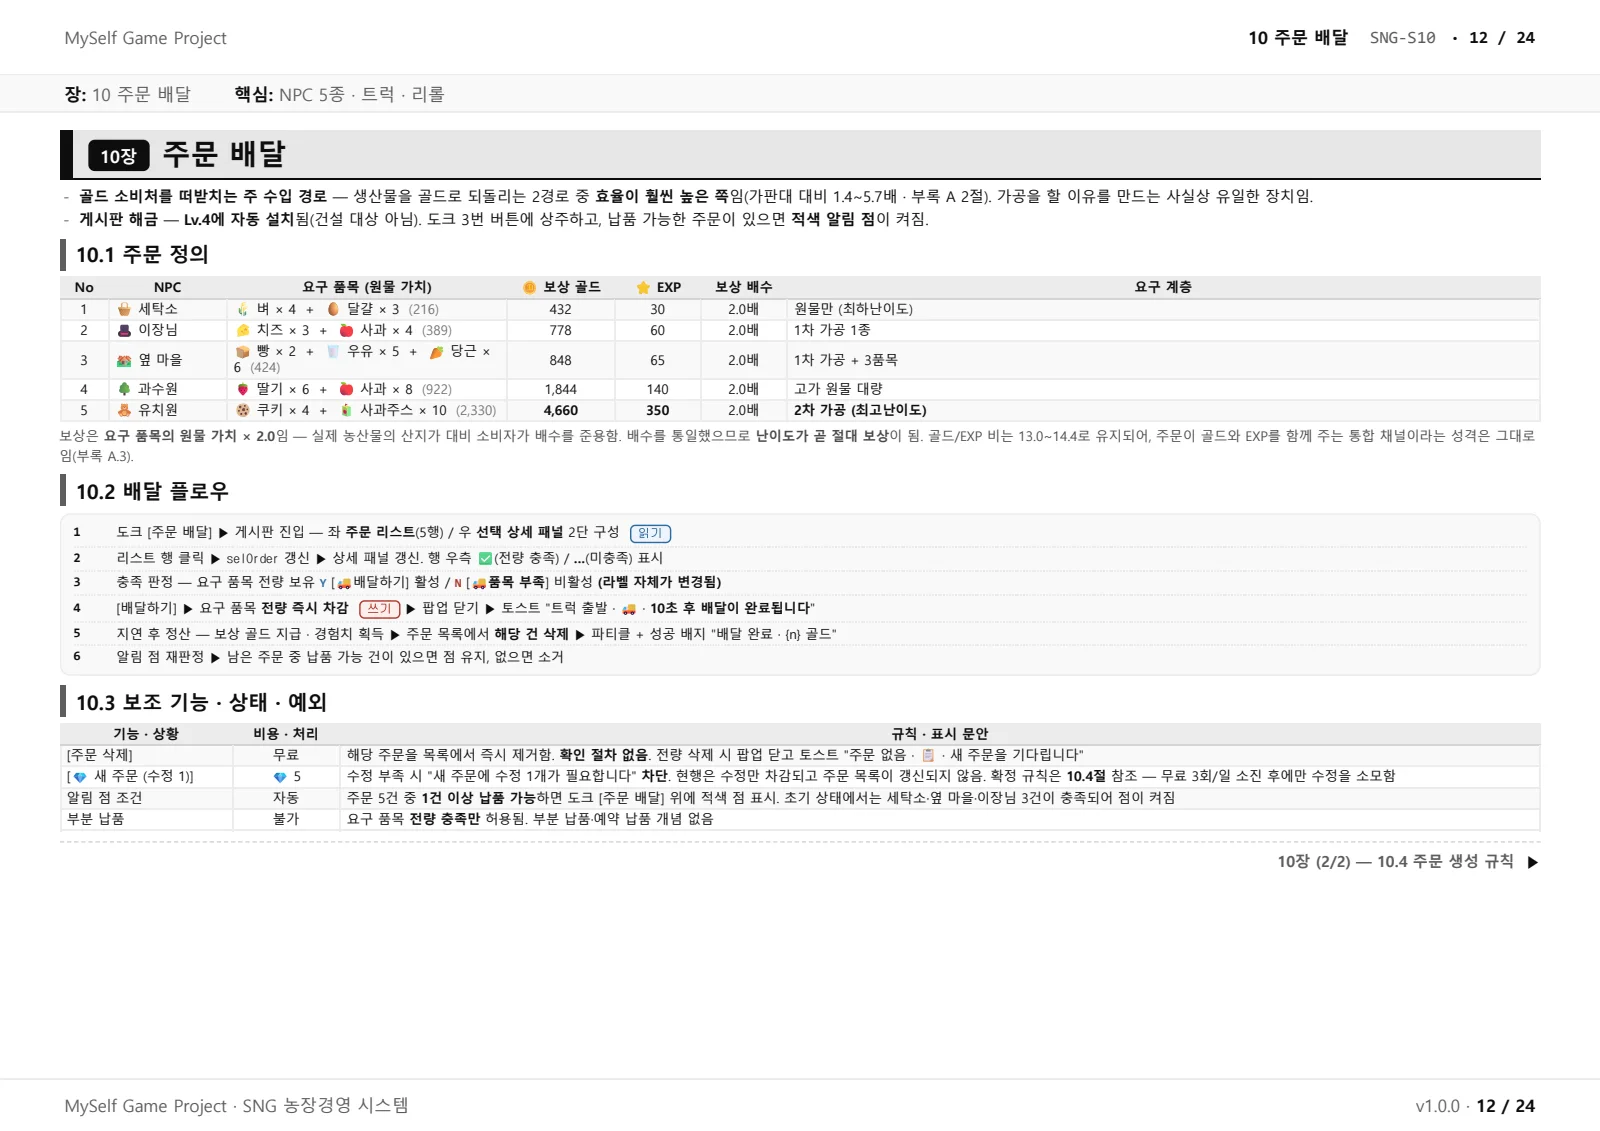 MySelf Game Project
10 주문 배달 SNG-S10 · 12 / 24
장: 10 주문 배달 핵심: NPC 5종 · 트럭 · 리롤
10장 주문 배달
- 골드 소비처를 떠받치는 주 수입 경로 — 생산물을 골드로 되돌리는 2경로 중 효율이 훨씬 높은 쪽임(가판대 대비 1.4~5.7배 · 부록 A 2절). 가공을 할 이유를 만드는 사실상 유일한 장치임.
- 게시판 해금 — Lv.4에 자동 설치됨(건설 대상 아님). 도크 3번 버튼에 상주하고, 납품 가능한 주문이 있으면 적색 알림 점이 켜짐.
10.1 주문 정의
No NPC 요구 품목 (원물 가치) 보상 골드 EXP 보상 배수 요구 계층
1 세탁소 벼 × 4 + 달걀 × 3 (216) 432 30 2.0배 원물만 (최하난이도)
2 이장님 치즈 × 3 + 사과 × 4 (389) 778 60 2.0배 1차 가공 1종
3 옆 마을 빵 × 2 + 우유 × 5 + 당근 × 6 (424) 848 65 2.0배 1차 가공 + 3품목
4 과수원 딸기 × 6 + 사과 × 8 (922) 1,844 140 2.0배 고가 원물 대량
5 유치원 쿠키 × 4 + 사과주스 × 10 (2,330) 4,660 350 2.0배 2차 가공 (최고난이도)
보상은 요구 품목의 원물 가치 × 2.0임 — 실제 농산물의 산지가 대비 소비자가 배수를 준용함. 배수를 통일했으므로 난이도가 곧 절대 보상이 됨. 골드/EXP 비는 13.0~14.4로 유지되어, 주문이 골드와 EXP를 함께 주는 통합 채널이라는 성격은 그대로
임(부록 A.3).
10.2 배달 플로우
1 도크 [주문 배달] ▶ 게시판 진입 — 좌 주문 리스트(5행) / 우 선택 상세 패널 2단 구성 읽기
2 리스트 행 클릭 ▶ selOrder 갱신 ▶ 상세 패널 갱신. 행 우측 ✅(전량 충족) / …(미충족) 표시
3 충족 판정 — 요구 품목 전량 보유 Y [🚚배달하기] 활성 / N [🚚품목 부족] 비활성 (라벨 자체가 변경됨)
4 [배달하기] ▶ 요구 품목 전량 즉시 차감 쓰기 ▶ 팝업 닫기 ▶ 토스트 "트럭 출발 · 🚚 · 10초 후 배달이 완료됩니다"
5 지연 후 정산 — 보상 골드 지급 · 경험치 획득 ▶ 주문 목록에서 해당 건 삭제 ▶ 파티클 + 성공 배지 "배달 완료 · {n} 골드"
6 알림 점 재판정 ▶ 남은 주문 중 납품 가능 건이 있으면 점 유지, 없으면 소거
10.3 보조 기능 · 상태 · 예외
기능 · 상황 비용 · 처리 규칙 · 표시 문안
[주문 삭제] 무료 해당 주문을 목록에서 즉시 제거함. 확인 절차 없음. 전량 삭제 시 팝업 닫고 토스트 "주문 없음 · 📋 · 새 주문을 기다립니다"
[💎 새 주문 (수정 1)] 💎 5 수정 부족 시 "새 주문에 수정 1개가 필요합니다" 차단. 현행은 수정만 차감되고 주문 목록이 갱신되지 않음. 확정 규칙은 10.4절 참조 — 무료 3회/일 소진 후에만 수정을 소모함
알림 점 조건 자동 주문 5건 중 1건 이상 납품 가능하면 도크 [주문 배달] 위에 적색 점 표시. 초기 상태에서는 세탁소·옆 마을·이장님 3건이 충족되어 점이 켜짐
부분 납품 불가 요구 품목 전량 충족만 허용됨. 부분 납품·예약 납품 개념 없음
10장 (2/2) — 10.4 주문 생성 규칙 ▶
MySelf Game Project · SNG 농장경영 시스템
v1.0.0 · 12 / 24